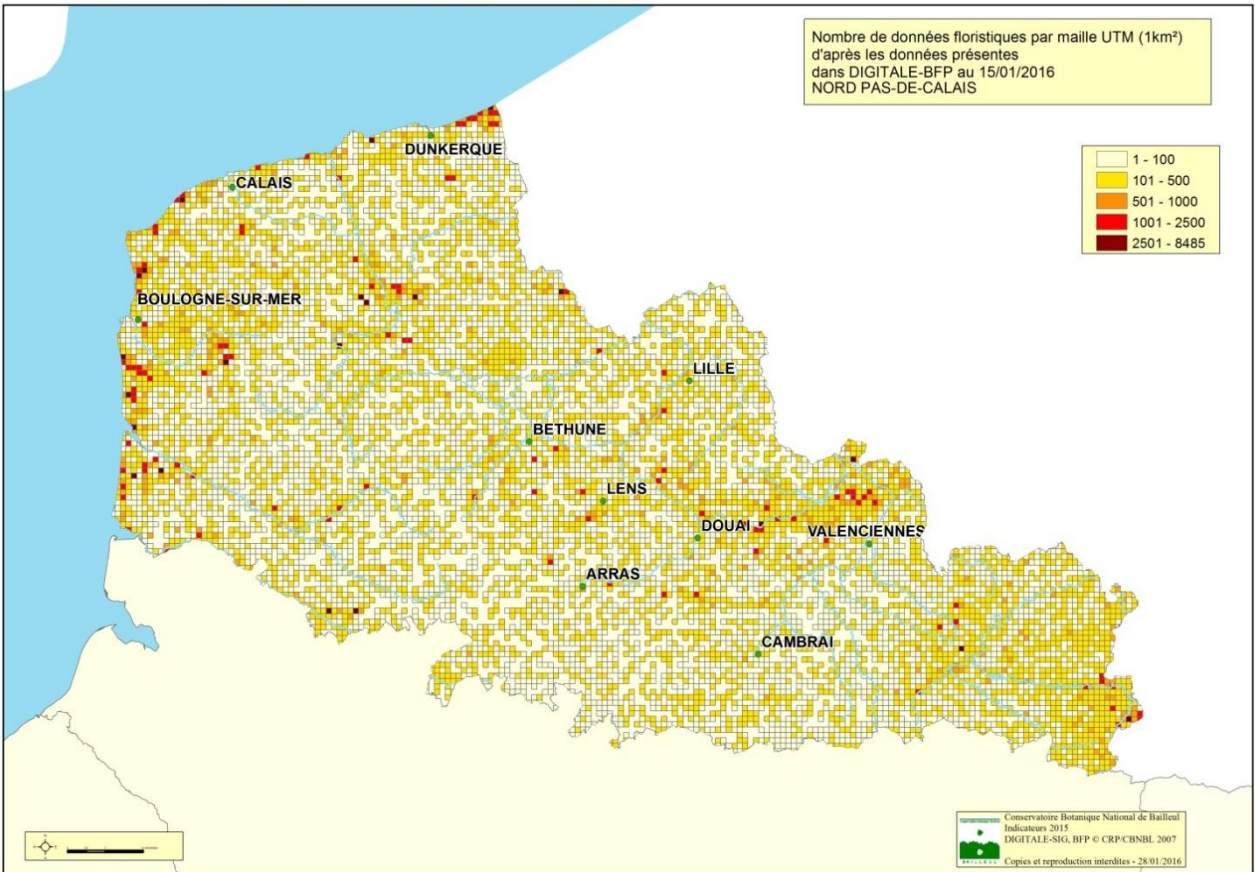 Nombre de données floristiques par maille UTM (1km²)
d'après les données présentes
dans DIGITALE-BFP au 15/01/2016
NORD PAS-DE-CALAIS
1 - 100
101 - 500
501 - 1000
1001 - 2500
2501 - 8485
DUNKERQUE
CALAIS
BOULOGNE-SUR-MER
LILLE
BETHUNE
LENS
DOUAI
VALENCIENNES
ARRAS
CAMBRAI
Conservatoire Botanique National de Bailleul
Indicateurs 2015
DIGITALE-SIG, BFP © CRP/CBNBL 2007
BAILLEUL
Copies et reproduction interdites - 28/01/2016